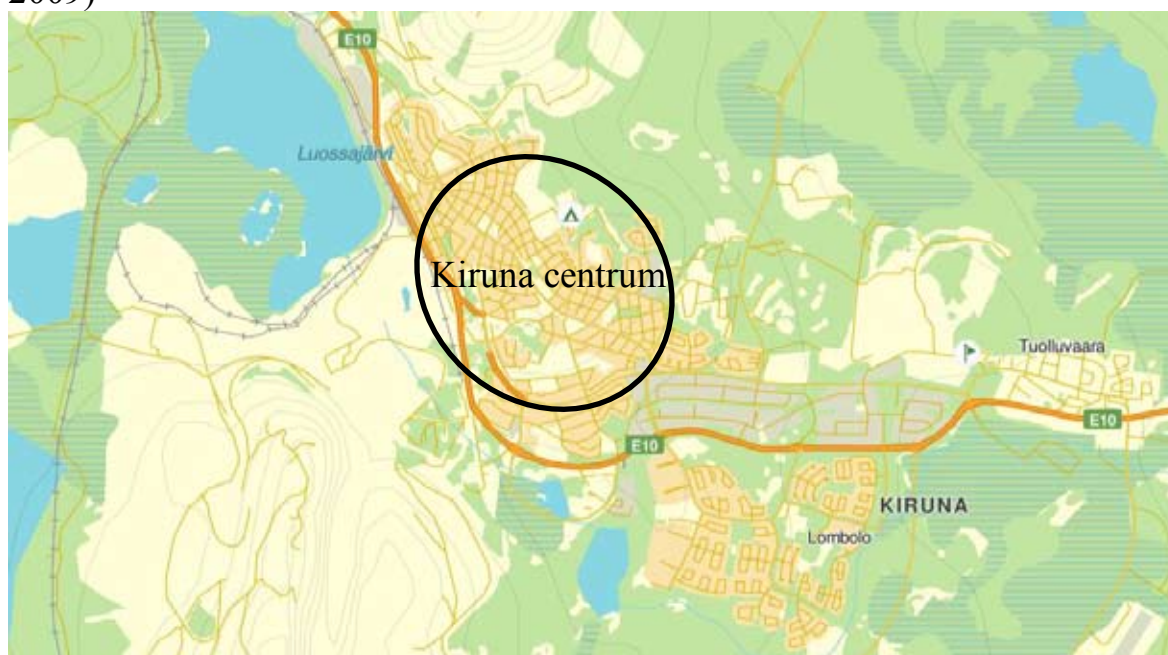 2009)
E10
Luossajärvi
Kiruna centrum
Tuolluvaara
E10
E10
KIRUNA
Lombolo